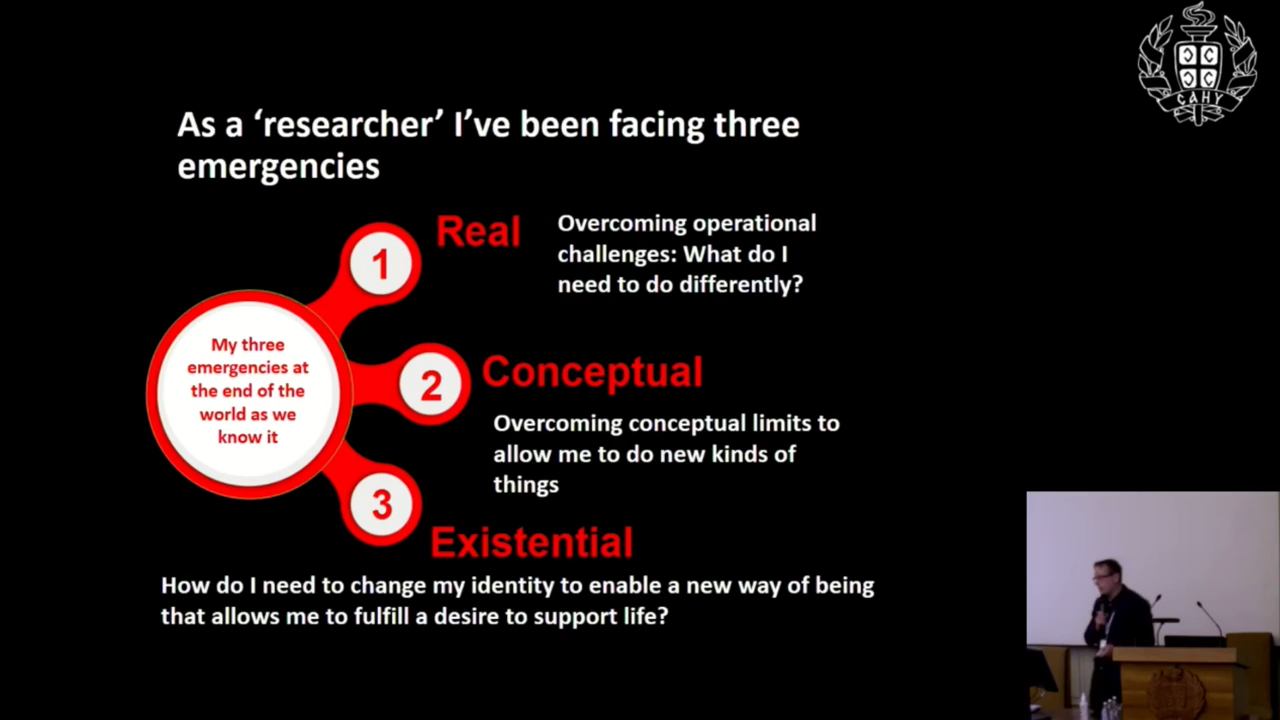 As a ‘researcher’ I’ve been facing three
emergencies
My three
emergencies at
the end of the
world as we
know it
1
Real
Overcoming operational
challenges: What do I
need to do differently?
2
Conceptual
Overcoming conceptual limits to
allow me to do new kinds of
things
3
Existential
How do I need to change my identity to enable a new way of being
that allows me to fulfill a desire to support life?
САНУ